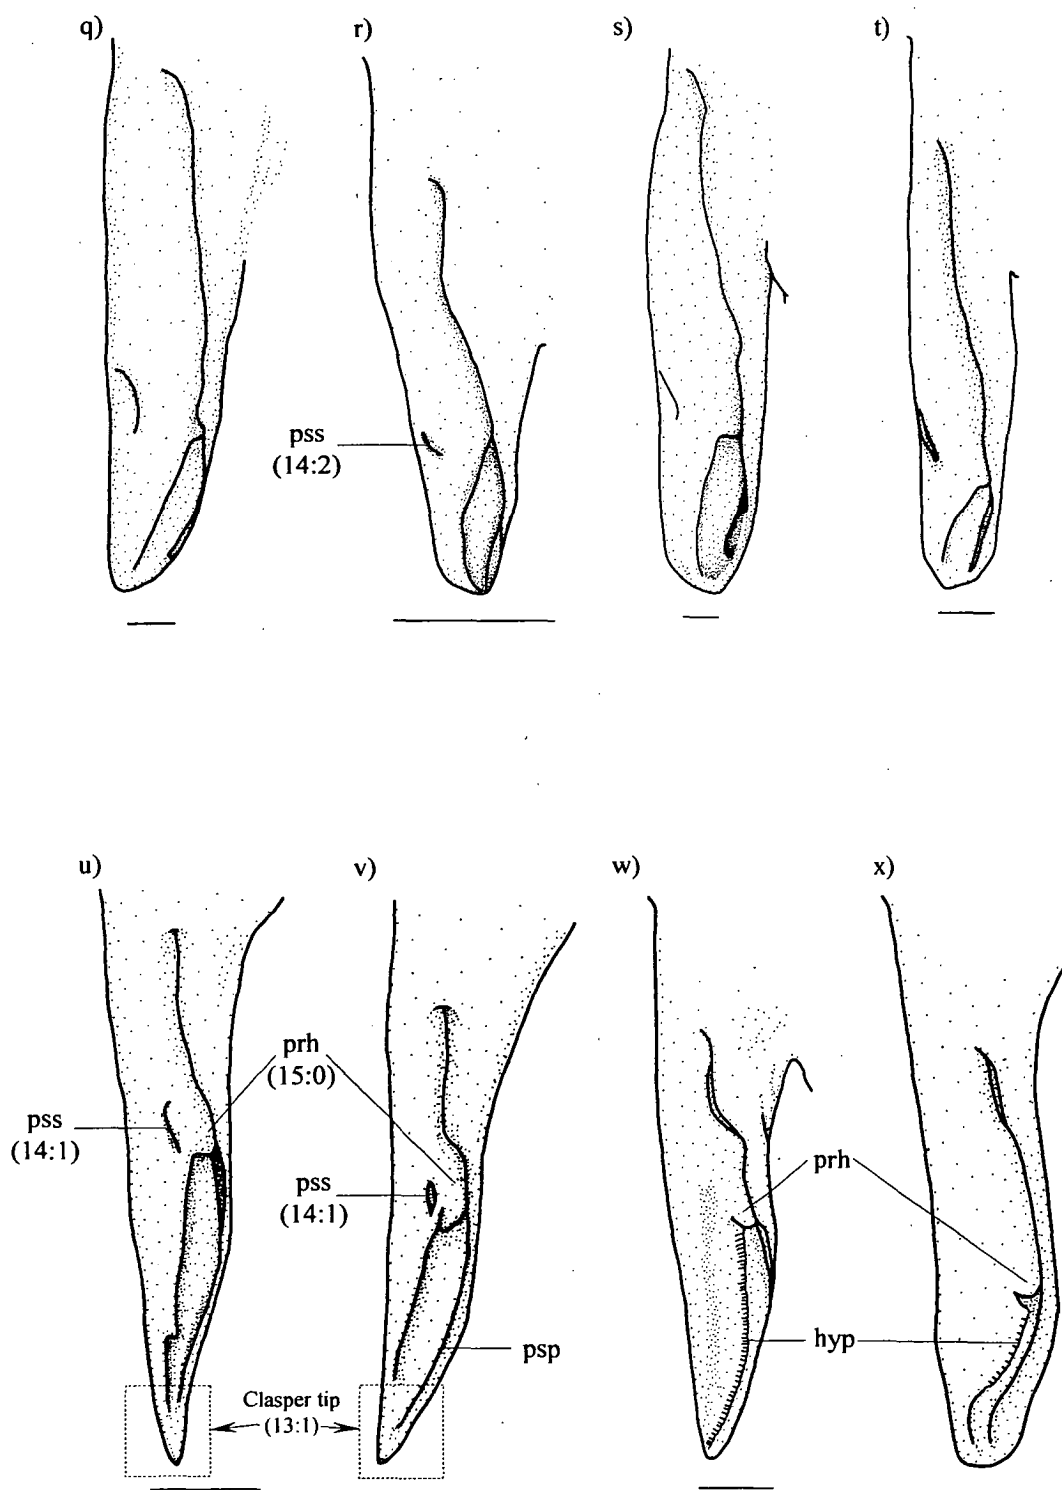 q)
r)
s)
t)
pss
(14:2)
u)
v)
w)
x)
prh
(15:0)
pss
(14:1)
pss
(14:1)
prh
hyp
psp
Clasper tip
(13:1)